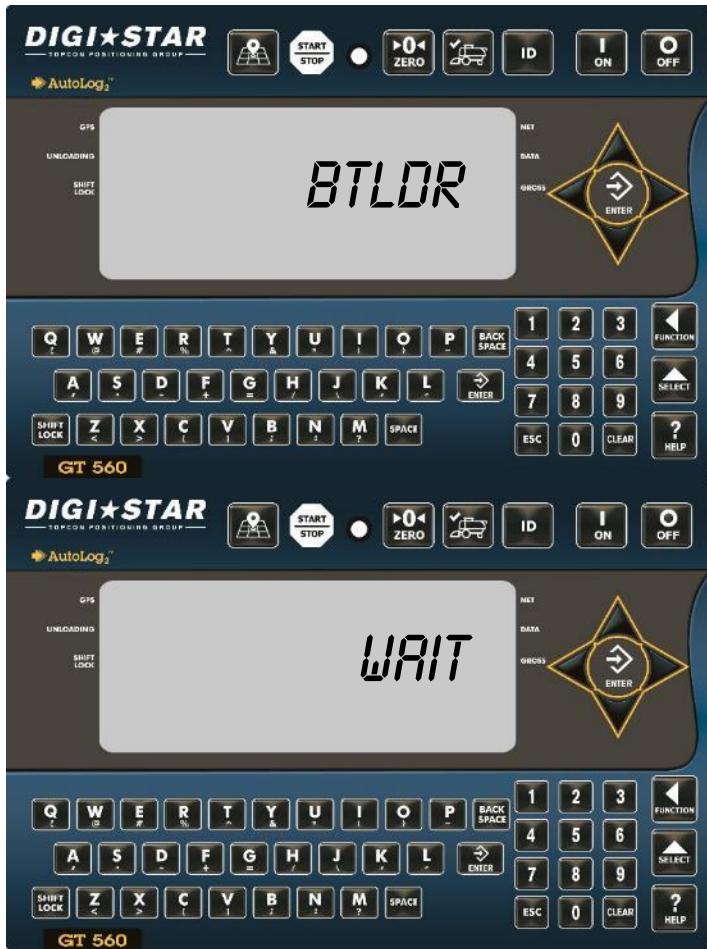 DIGI★STAR
TOPCON POSITIONING GROUP
AutoLog2™
START
STOP
▸0◂
ZERO
ID
I
ON
O
OFF
GPS
UNLOADING
SHIFT
LOCK
BTLDR
NET
DATA
GROSS
ENTER
Q W E R T Y U I O P BACK SPACE
@ # % ^ &
A S D F G H J K L ENTER
- + = / \
SHIFT LOCK Z X C V B N M SPACE
< > ; : ?
1 2 3
4 5 6
7 8 9
ESC 0 CLEAR
FUNCTION
SELECT
?
HELP
GT 560
DIGI★STAR
TOPCON POSITIONING GROUP
AutoLog2™
START
STOP
▸0◂
ZERO
ID
I
ON
O
OFF
GPS
UNLOADING
SHIFT
LOCK
WAIT
NET
DATA
GROSS
ENTER
Q W E R T Y U I O P BACK SPACE
@ # % ^ &
A S D F G H J K L ENTER
- + = / \
SHIFT LOCK Z X C V B N M SPACE
< > ; : ?
1 2 3
4 5 6
7 8 9
ESC 0 CLEAR
FUNCTION
SELECT
?
HELP
GT 560